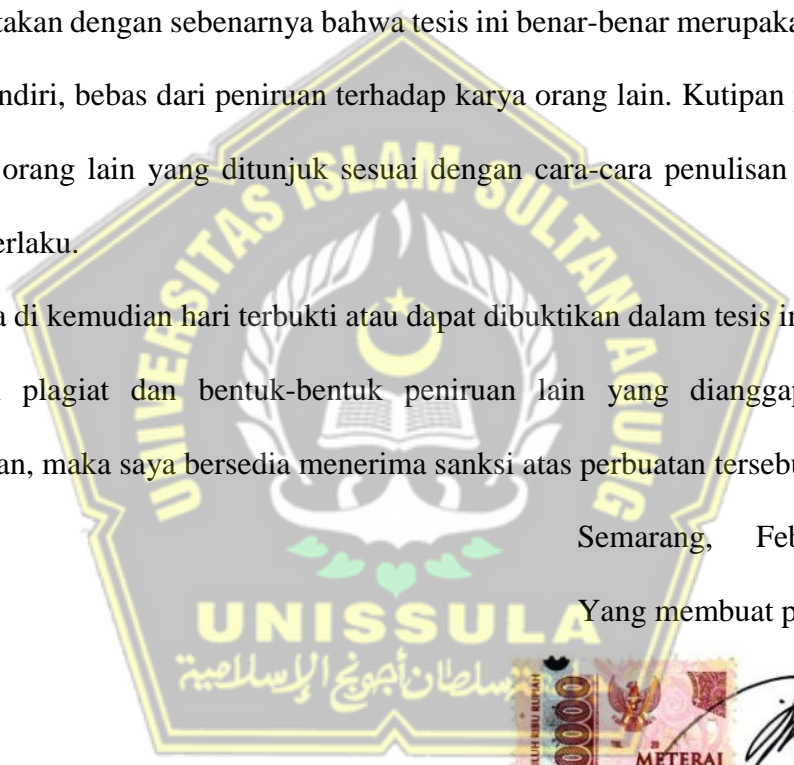 takan dengan sebenarnya bahwa tesis ini benar-benar merupaka
ndiri, bebas dari peniruan terhadap karya orang lain. Kutipan
orang lain yang ditunjuk sesuai dengan cara-cara penulisan
erlaku.
a di kemudian hari terbukti atau dapat dibuktikan dalam tesis in
plagiat dan bentuk-bentuk peniruan lain yang dianggap
an, maka saya bersedia menerima sanksi atas perbuatan tersebu
Semarang, Feb
Yang membuat p
UNIVERSITAS ISLAM SULTAN AGUNG
UNISSULA
جامعة سلطان أجونج الإسلامية
METERAI